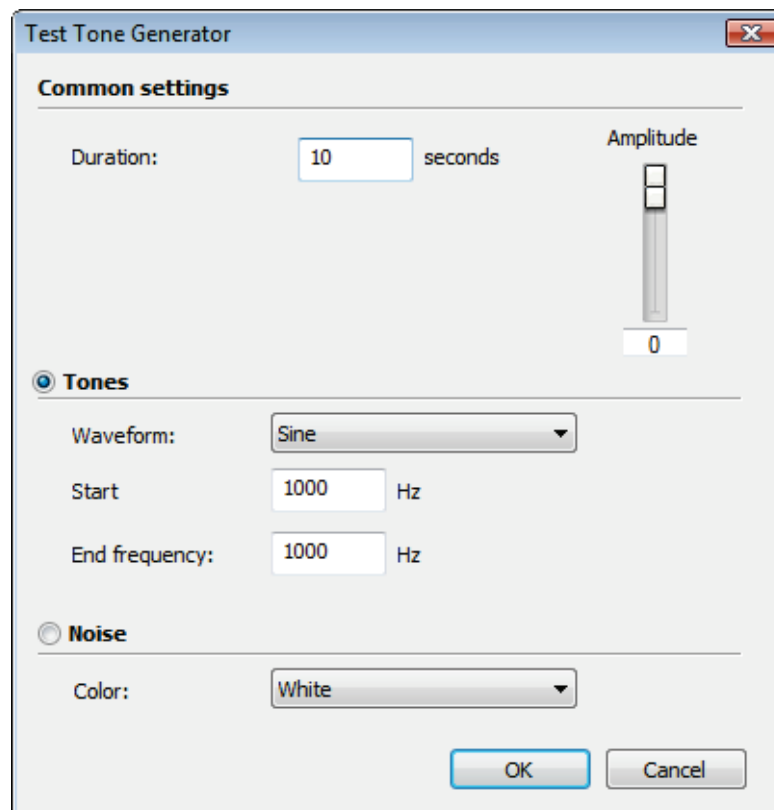 Test Tone Generator
Common settings
Duration: 10 seconds
Amplitude
0
Tones
Waveform: Sine
Start 1000 Hz
End frequency: 1000 Hz
Noise
Color: White
OK Cancel